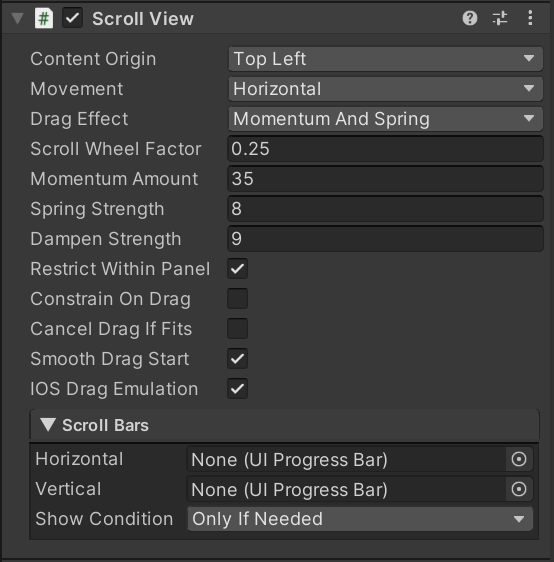 # Scroll View
Content Origin Top Left
Movement Horizontal
Drag Effect Momentum And Spring
Scroll Wheel Factor 0.25
Momentum Amount 35
Spring Strength 8
Dampen Strength 9
Restrict Within Panel
Constrain On Drag
Cancel Drag If Fits
Smooth Drag Start
IOS Drag Emulation
Scroll Bars
Horizontal None (UI Progress Bar)
Vertical None (UI Progress Bar)
Show Condition Only If Needed